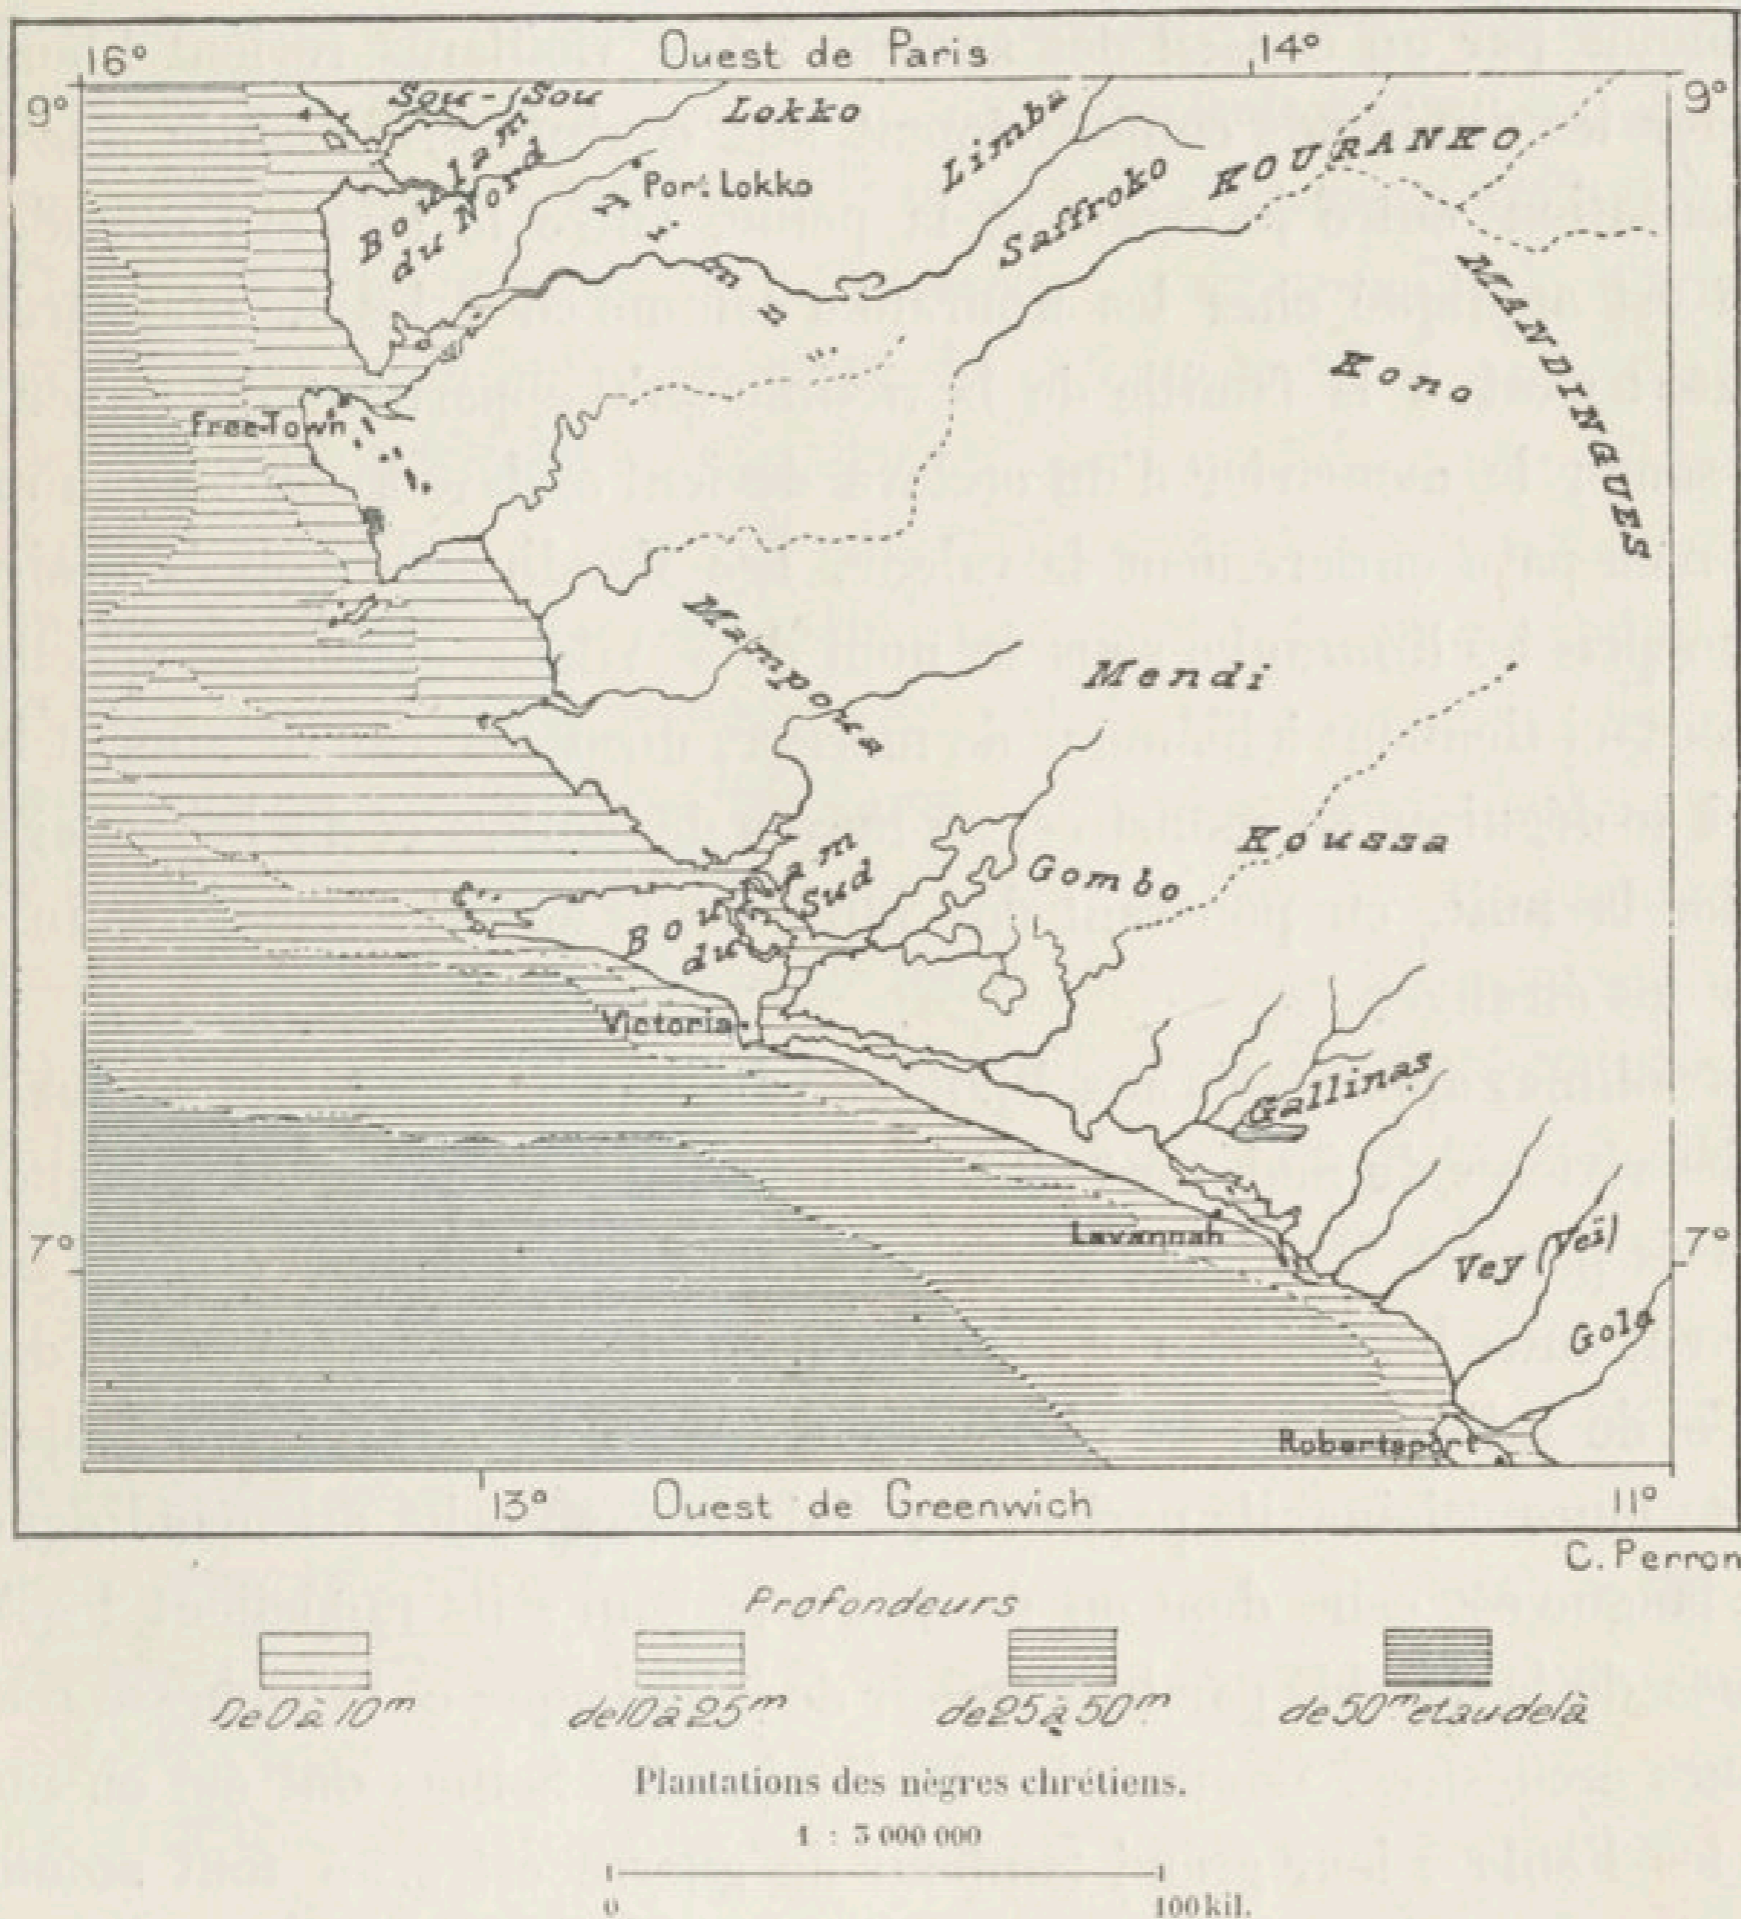 16° Ouest de Paris 14°
9° 9°
Sou-Sou
Lokko
Limba
KOURANKO
Boulam
du Nord
Port Lokko
Saffroko
MANDINGUES
Kono
Free-Town
Mampoua
Mendi
Koussa
Gombo
Boulam
du Sud
Victoria
Gallinas
Lavannah
7° 7°
Vey (Veï)
Gola
Robertsport
13° Ouest de Greenwich 11°
C. Perron
Profondeurs
De 0 à 10m de 10 à 25m de 25 à 50m de 50m et au delà
Plantations des nègres chrétiens.
1 : 3 000 000
0 100 kil.